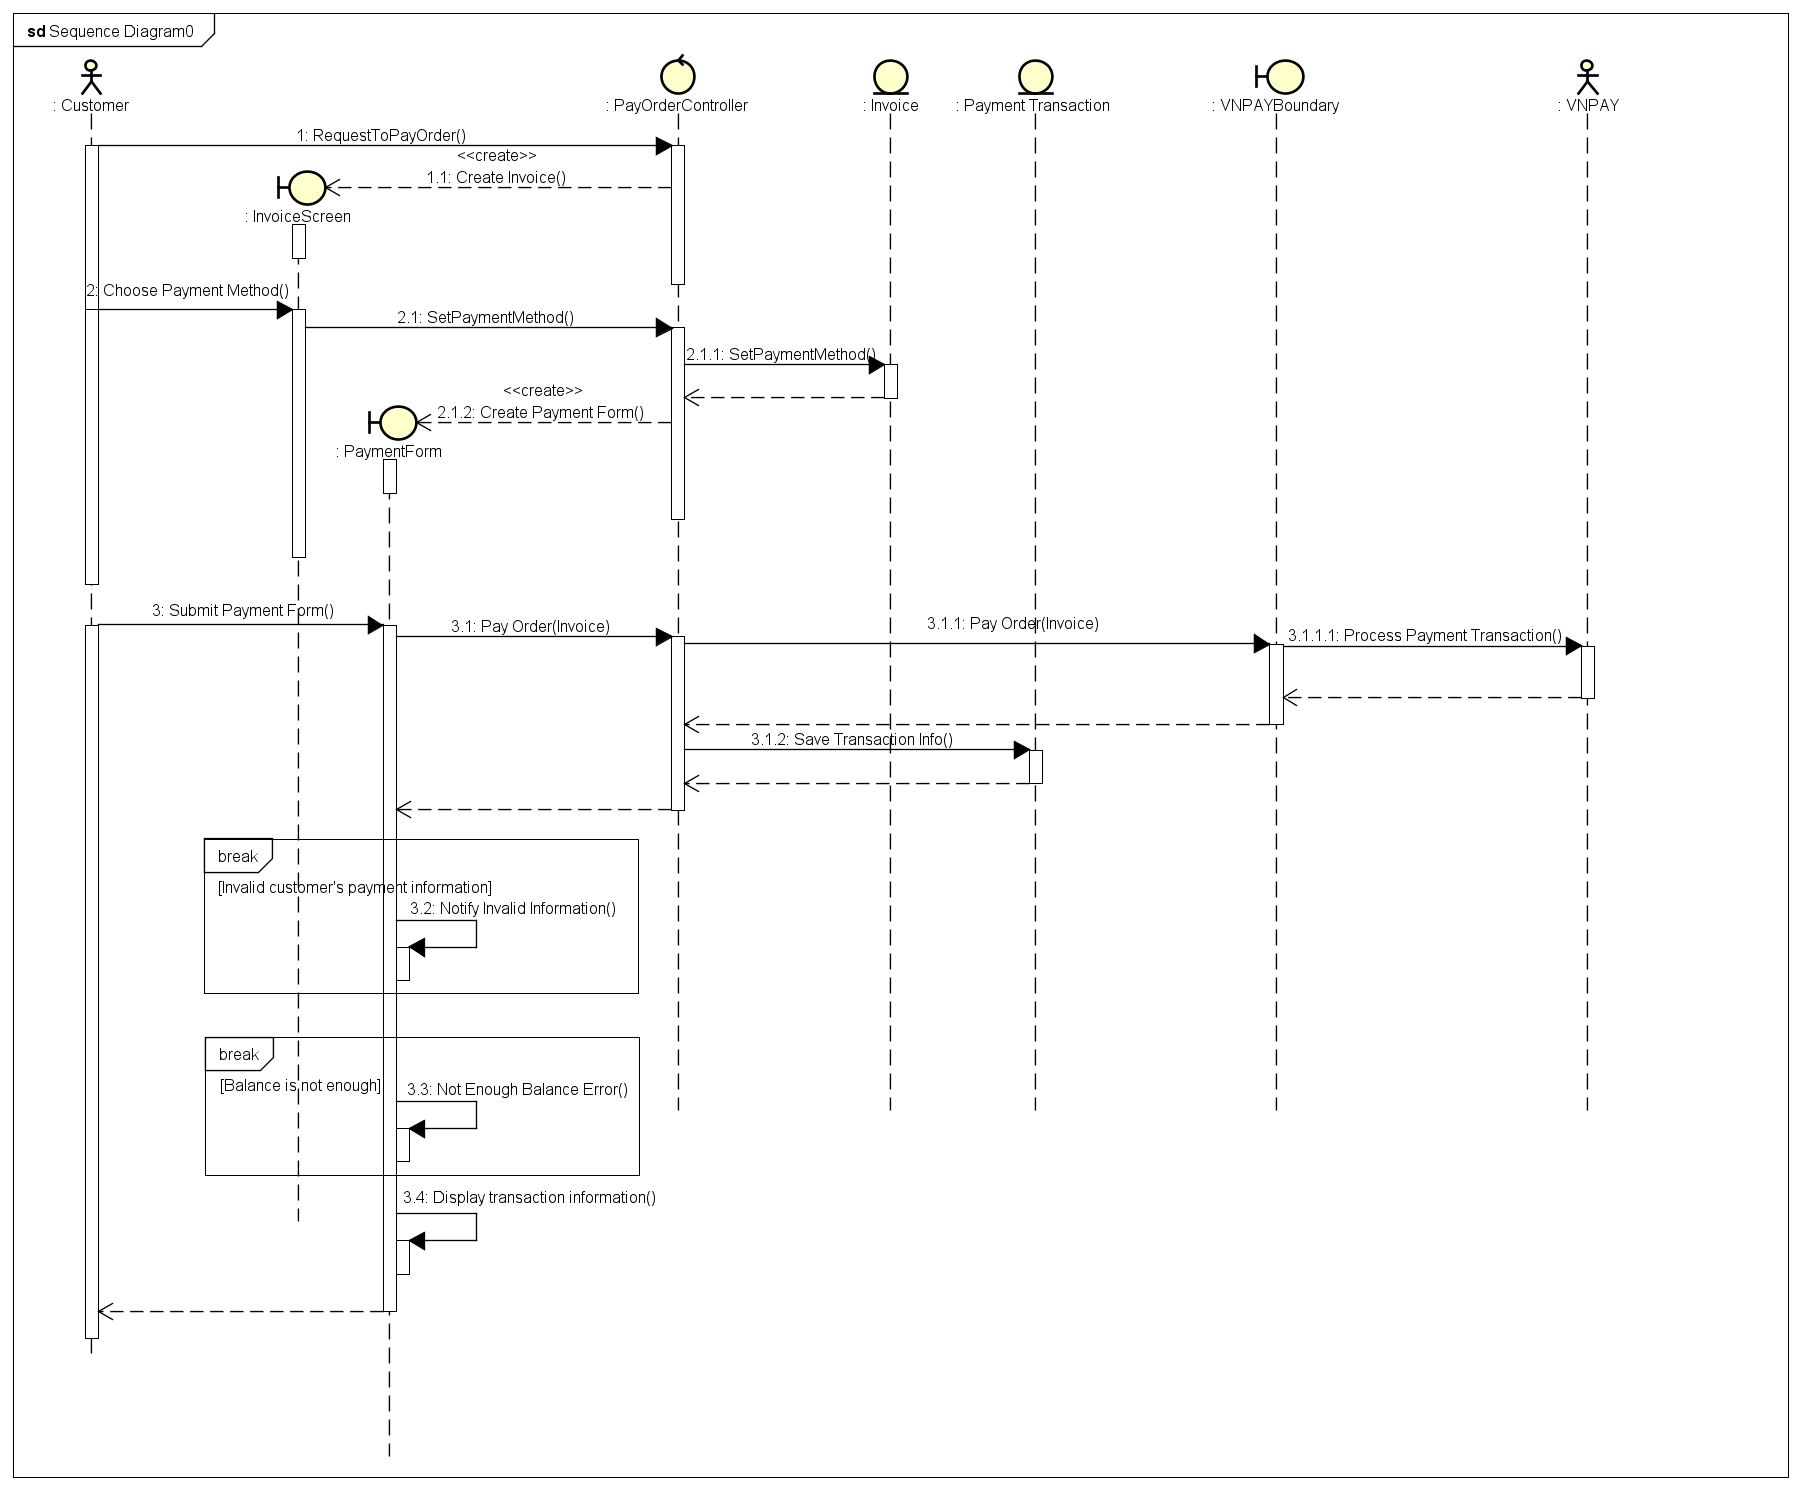 sd Sequence Diagram0
: Customer
: PayOrderController
: Invoice
: Payment Transaction
: VNPAYBoundary
: VNPAY
1: RequestToPayOrder()
<<create>>
1.1: Create Invoice()
: InvoiceScreen
2: Choose Payment Method()
2.1: SetPaymentMethod()
2.1.1: SetPaymentMethod()
<<create>>
2.1.2: Create Payment Form()
: PaymentForm
3: Submit Payment Form()
3.1: Pay Order(Invoice)
3.1.1: Pay Order(Invoice)
3.1.1.1: Process Payment Transaction()
3.1.2: Save Transaction Info()
break
[Invalid customer's payment information]
3.2: Notify Invalid Information()
break
[Balance is not enough]
3.3: Not Enough Balance Error()
3.4: Display transaction information()